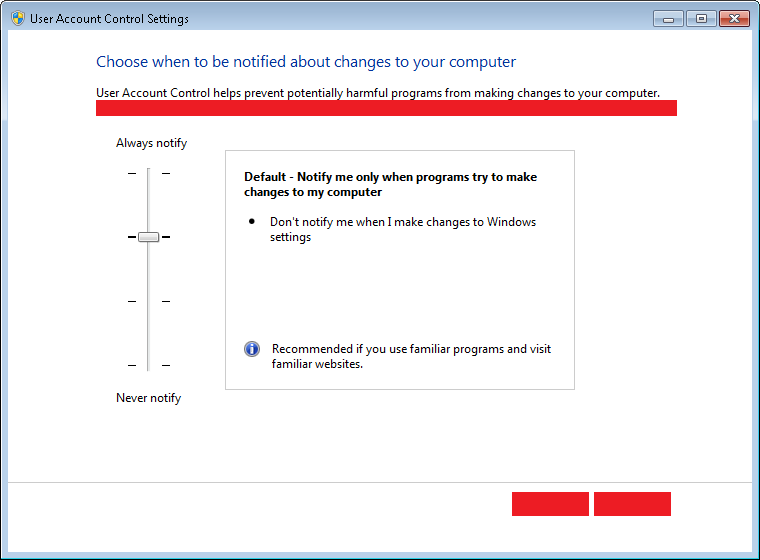 User Account Control Settings
Choose when to be notified about changes to your computer
User Account Control helps prevent potentially harmful programs from making changes to your computer.
Always notify
Default - Notify me only when programs try to make
changes to my computer
Don't notify me when I make changes to Windows
settings
Recommended if you use familiar programs and visit
familiar websites.
Never notify